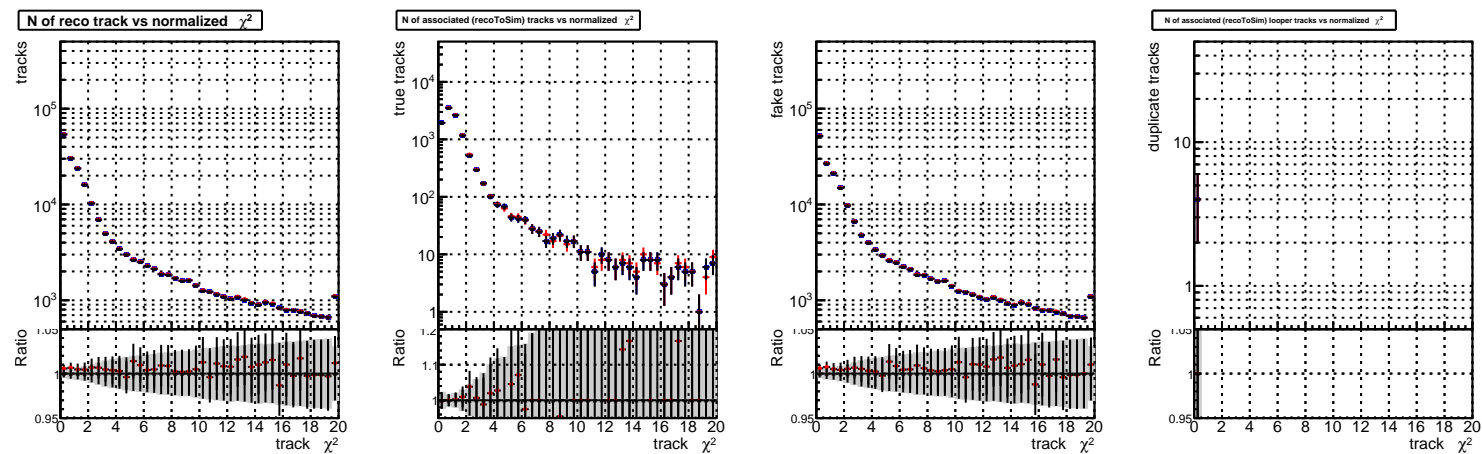 N of reco track vs normalized χ²
tracks
10⁵
10⁴
10³
Ratio
1.05
1
0.95
0 2 4 6 8 10 12 14 16 18 20
track χ²
N of associated (recoToSim) tracks vs normalized χ²
true tracks
10⁴
10³
10²
10
1
Ratio
1.2
1.1
1
0 2 4 6 8 10 12 14 16 18 20
track χ²
fake tracks
10⁵
10⁴
10³
Ratio
1.05
1
0.95
0 2 4 6 8 10 12 14 16 18 20
track χ²
N of associated (recoToSim) looper tracks vs normalized χ²
duplicate tracks
10
1
Ratio
1.05
1
0.95
0 2 4 6 8 10 12 14 16 18 20
track χ²